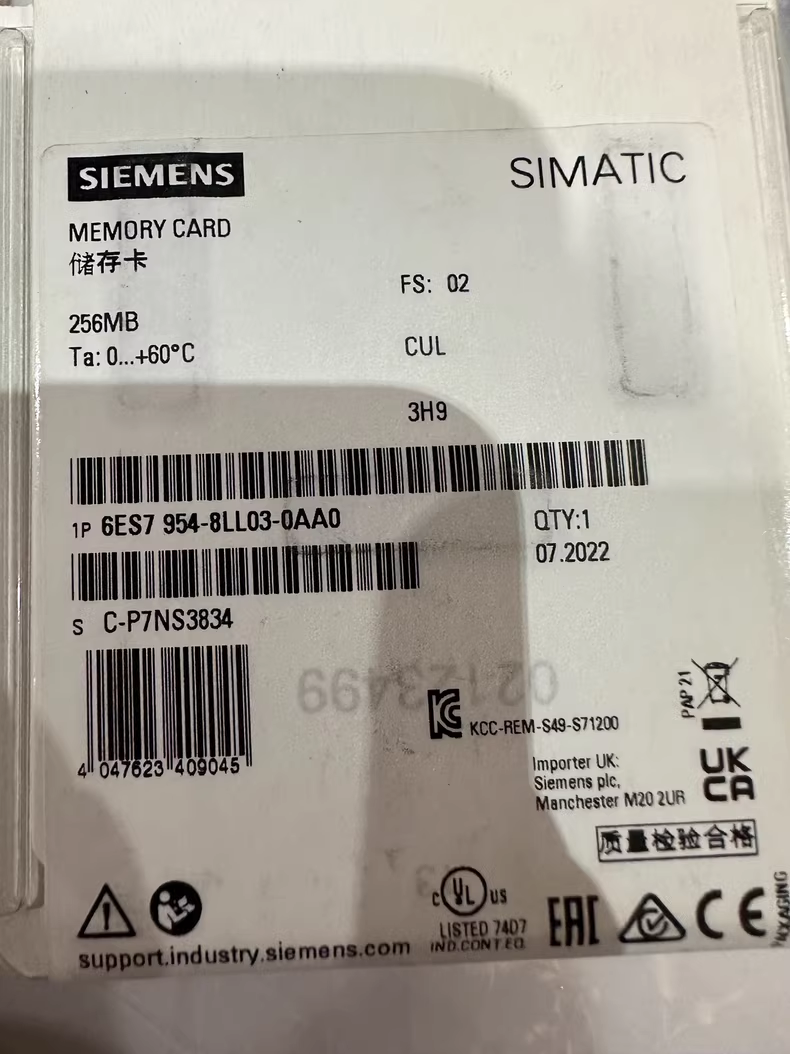 SIEMENS
SIMATIC
MEMORY CARD
储存卡
FS: 02
256MB
Ta: 0...+60°C
CUL
3H9
1P 6ES7 954-8LL03-0AA0
QTY:1
07.2022
S C-P7NS3834
02123499
PAP 21
KCC-REM-S49-S71200
4 047623 409045
Importer UK:
Siemens plc,
Manchester M20 2UR
UK
CA
质量检验合格
C UL US
LISTED 7407
IND.CONT.EQ.
EAC
CE
support.industry.siemens.com